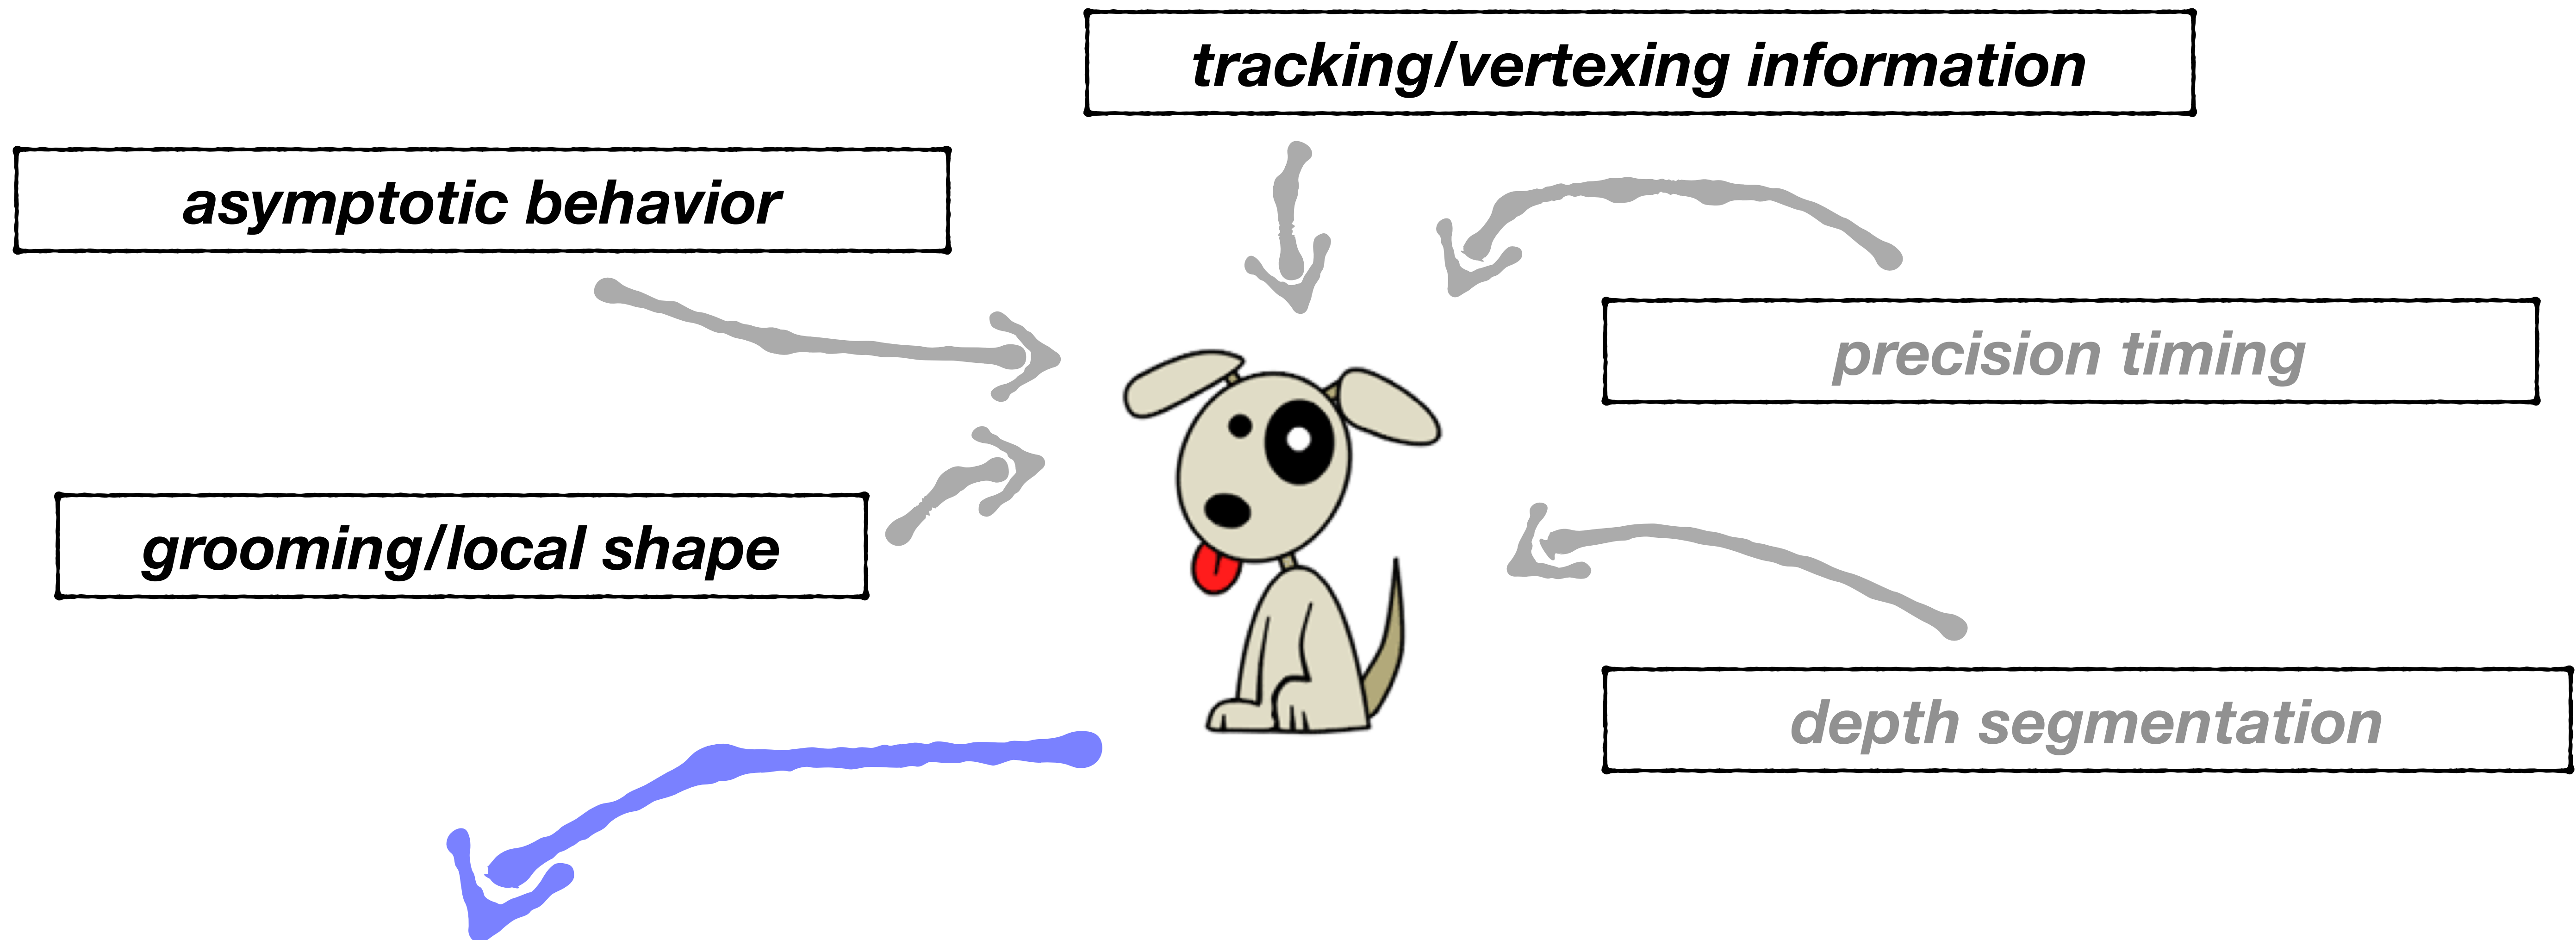 tracking/vertexing information
asymptotic behavior
precision timing
grooming/local shape
depth segmentation